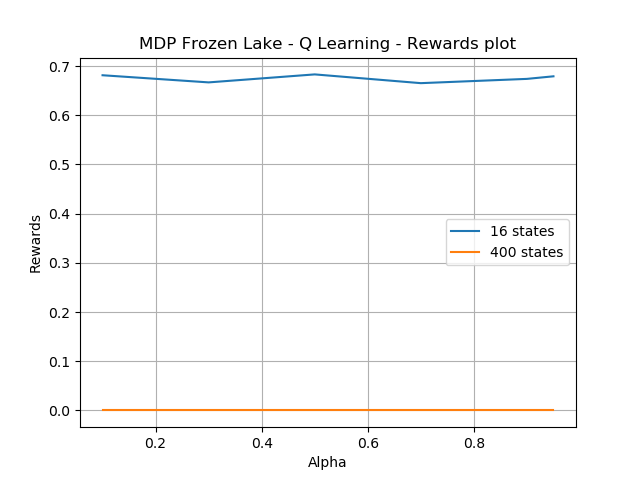 MDP Frozen Lake - Q Learning - Rewards plot
0.7
0.6
0.5
0.4
0.3
0.2
0.1
0.0
Rewards
16 states
400 states
0.2 0.4 0.6 0.8
Alpha